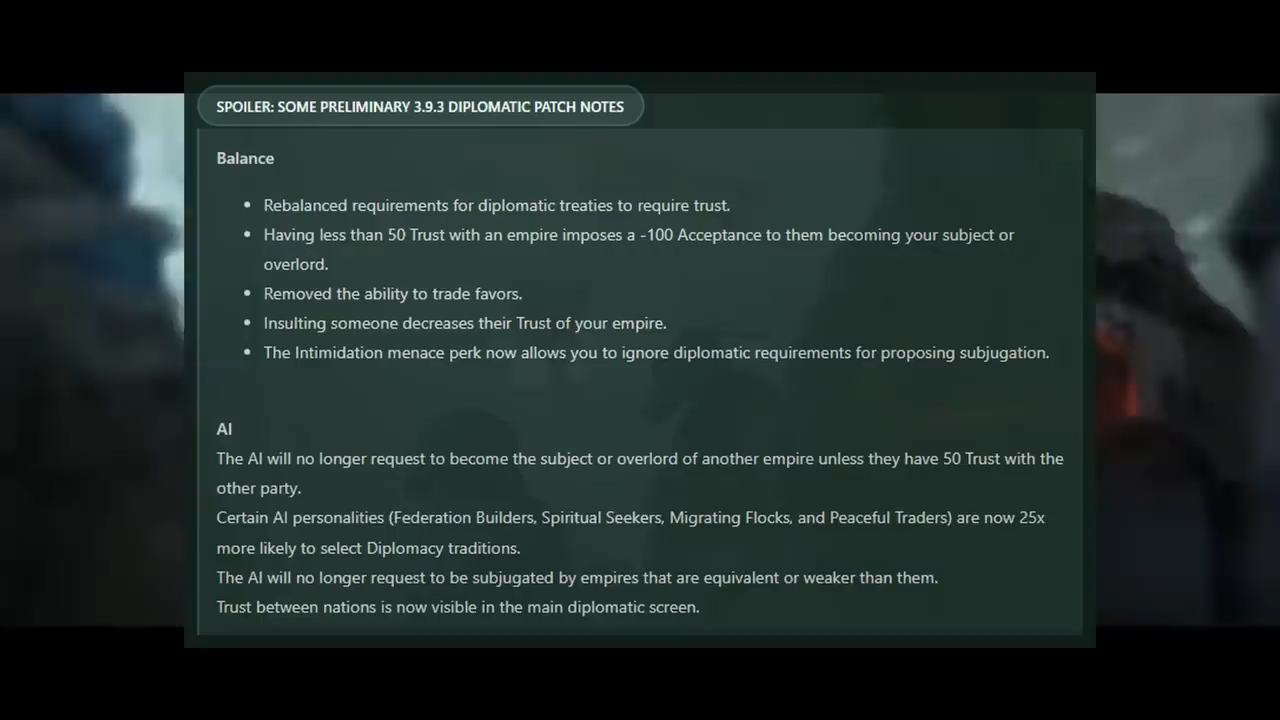 SPOILER: SOME PRELIMINARY 3.9.3 DIPLOMATIC PATCH NOTES
Balance
• Rebalanced requirements for diplomatic treaties to require trust.
• Having less than 50 Trust with an empire imposes a -100 Acceptance to them becoming your subject or
overlord.
• Removed the ability to trade favors.
• Insulting someone decreases their Trust of your empire.
• The Intimidation menace perk now allows you to ignore diplomatic requirements for proposing subjugation.
AI
The AI will no longer request to become the subject or overlord of another empire unless they have 50 Trust with the
other party.
Certain AI personalities (Federation Builders, Spiritual Seekers, Migrating Flocks, and Peaceful Traders) are now 25x
more likely to select Diplomacy traditions.
The AI will no longer request to be subjugated by empires that are equivalent or weaker than them.
Trust between nations is now visible in the main diplomatic screen.